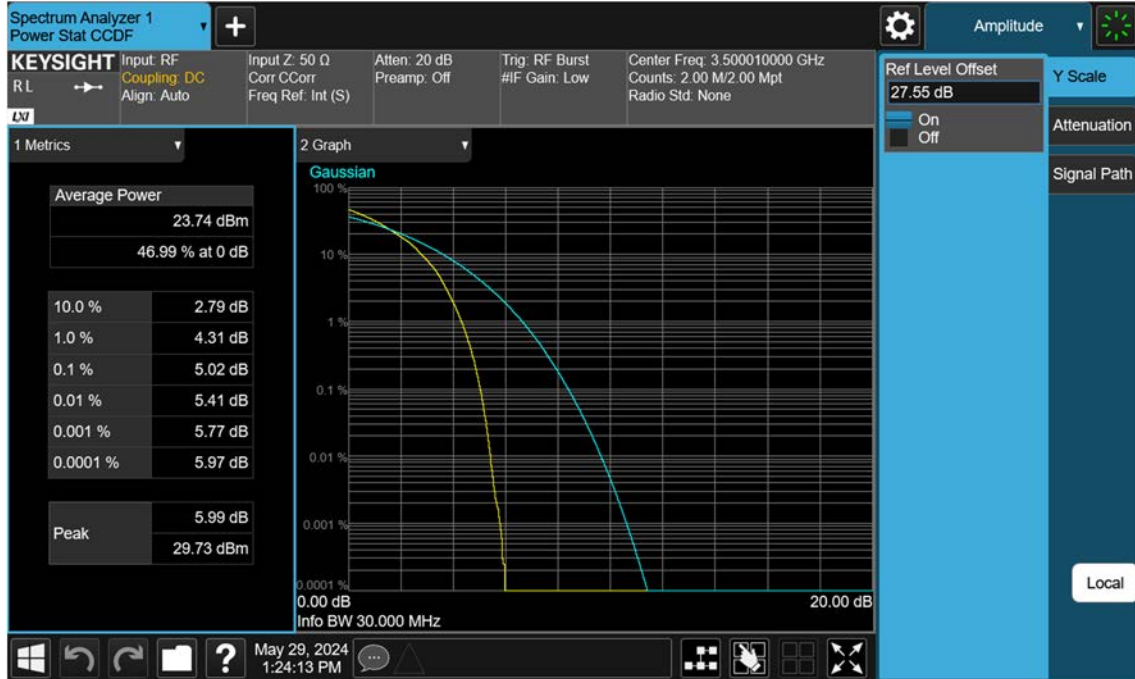 Spectrum Analyzer 1
Power Stat CCDF
+
Amplitude
KEYSIGHT
R L
LXI
Input: RF
Coupling: DC
Align: Auto
Input Z: 50 Ω
Corr CCorr
Freq Ref: Int (S)
Atten: 20 dB
Preamp: Off
Trig: RF Burst
#IF Gain: Low
Center Freq: 3.500010000 GHz
Counts: 2.00 M/2.00 Mpt
Radio Std: None
Ref Level Offset
27.55 dB
On
Off
Y Scale
Attenuation
Signal Path
Local
1 Metrics
Average Power
23.74 dBm
46.99 % at 0 dB
10.0 % 2.79 dB
1.0 % 4.31 dB
0.1 % 5.02 dB
0.01 % 5.41 dB
0.001 % 5.77 dB
0.0001 % 5.97 dB
Peak
5.99 dB
29.73 dBm
2 Graph
Gaussian
100 %
10 %
1 %
0.1 %
0.01 %
0.001 %
0.0001 %
0.00 dB 20.00 dB
Info BW 30.000 MHz
?
May 29, 2024
1:24:13 PM